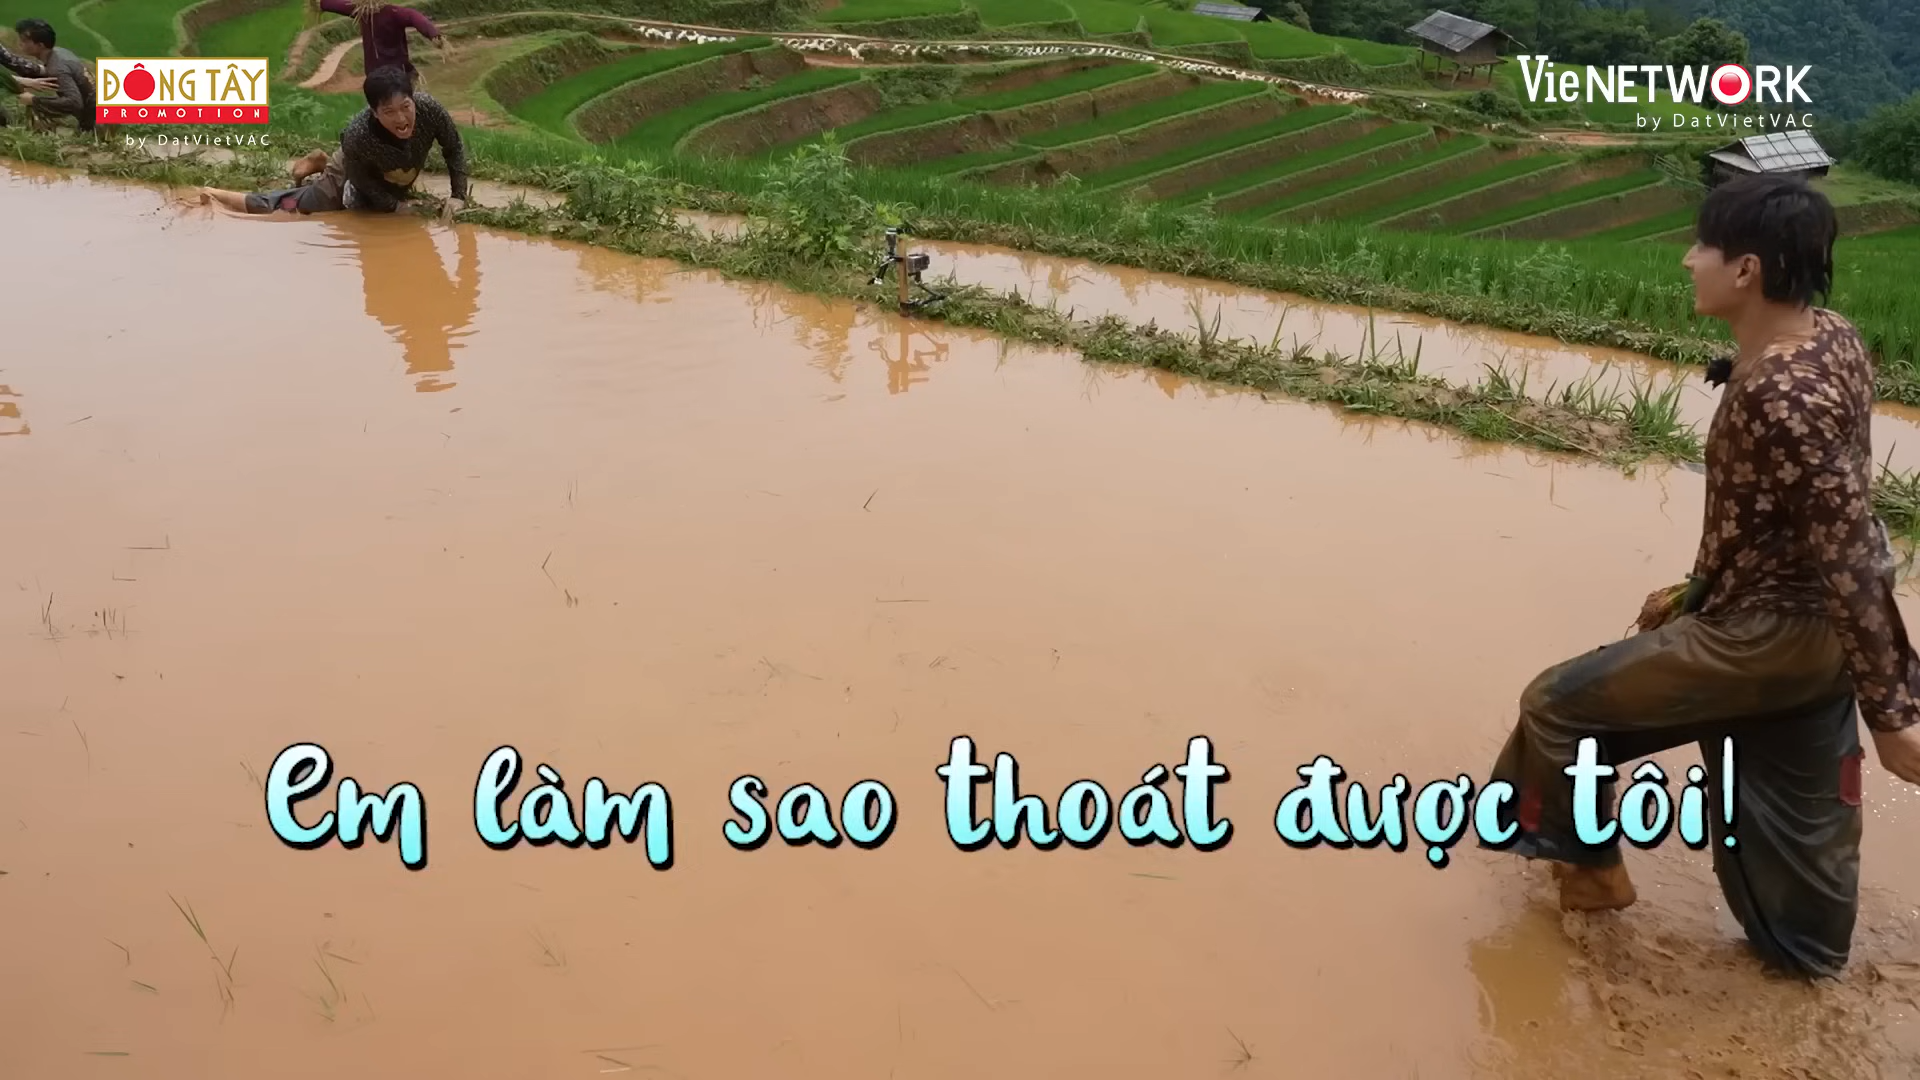 ĐÔNG TÂY
PROMOTION
by DatVietVAC
VieNETWORK
by DatVietVAC
Em làm sao thoát được tôi!